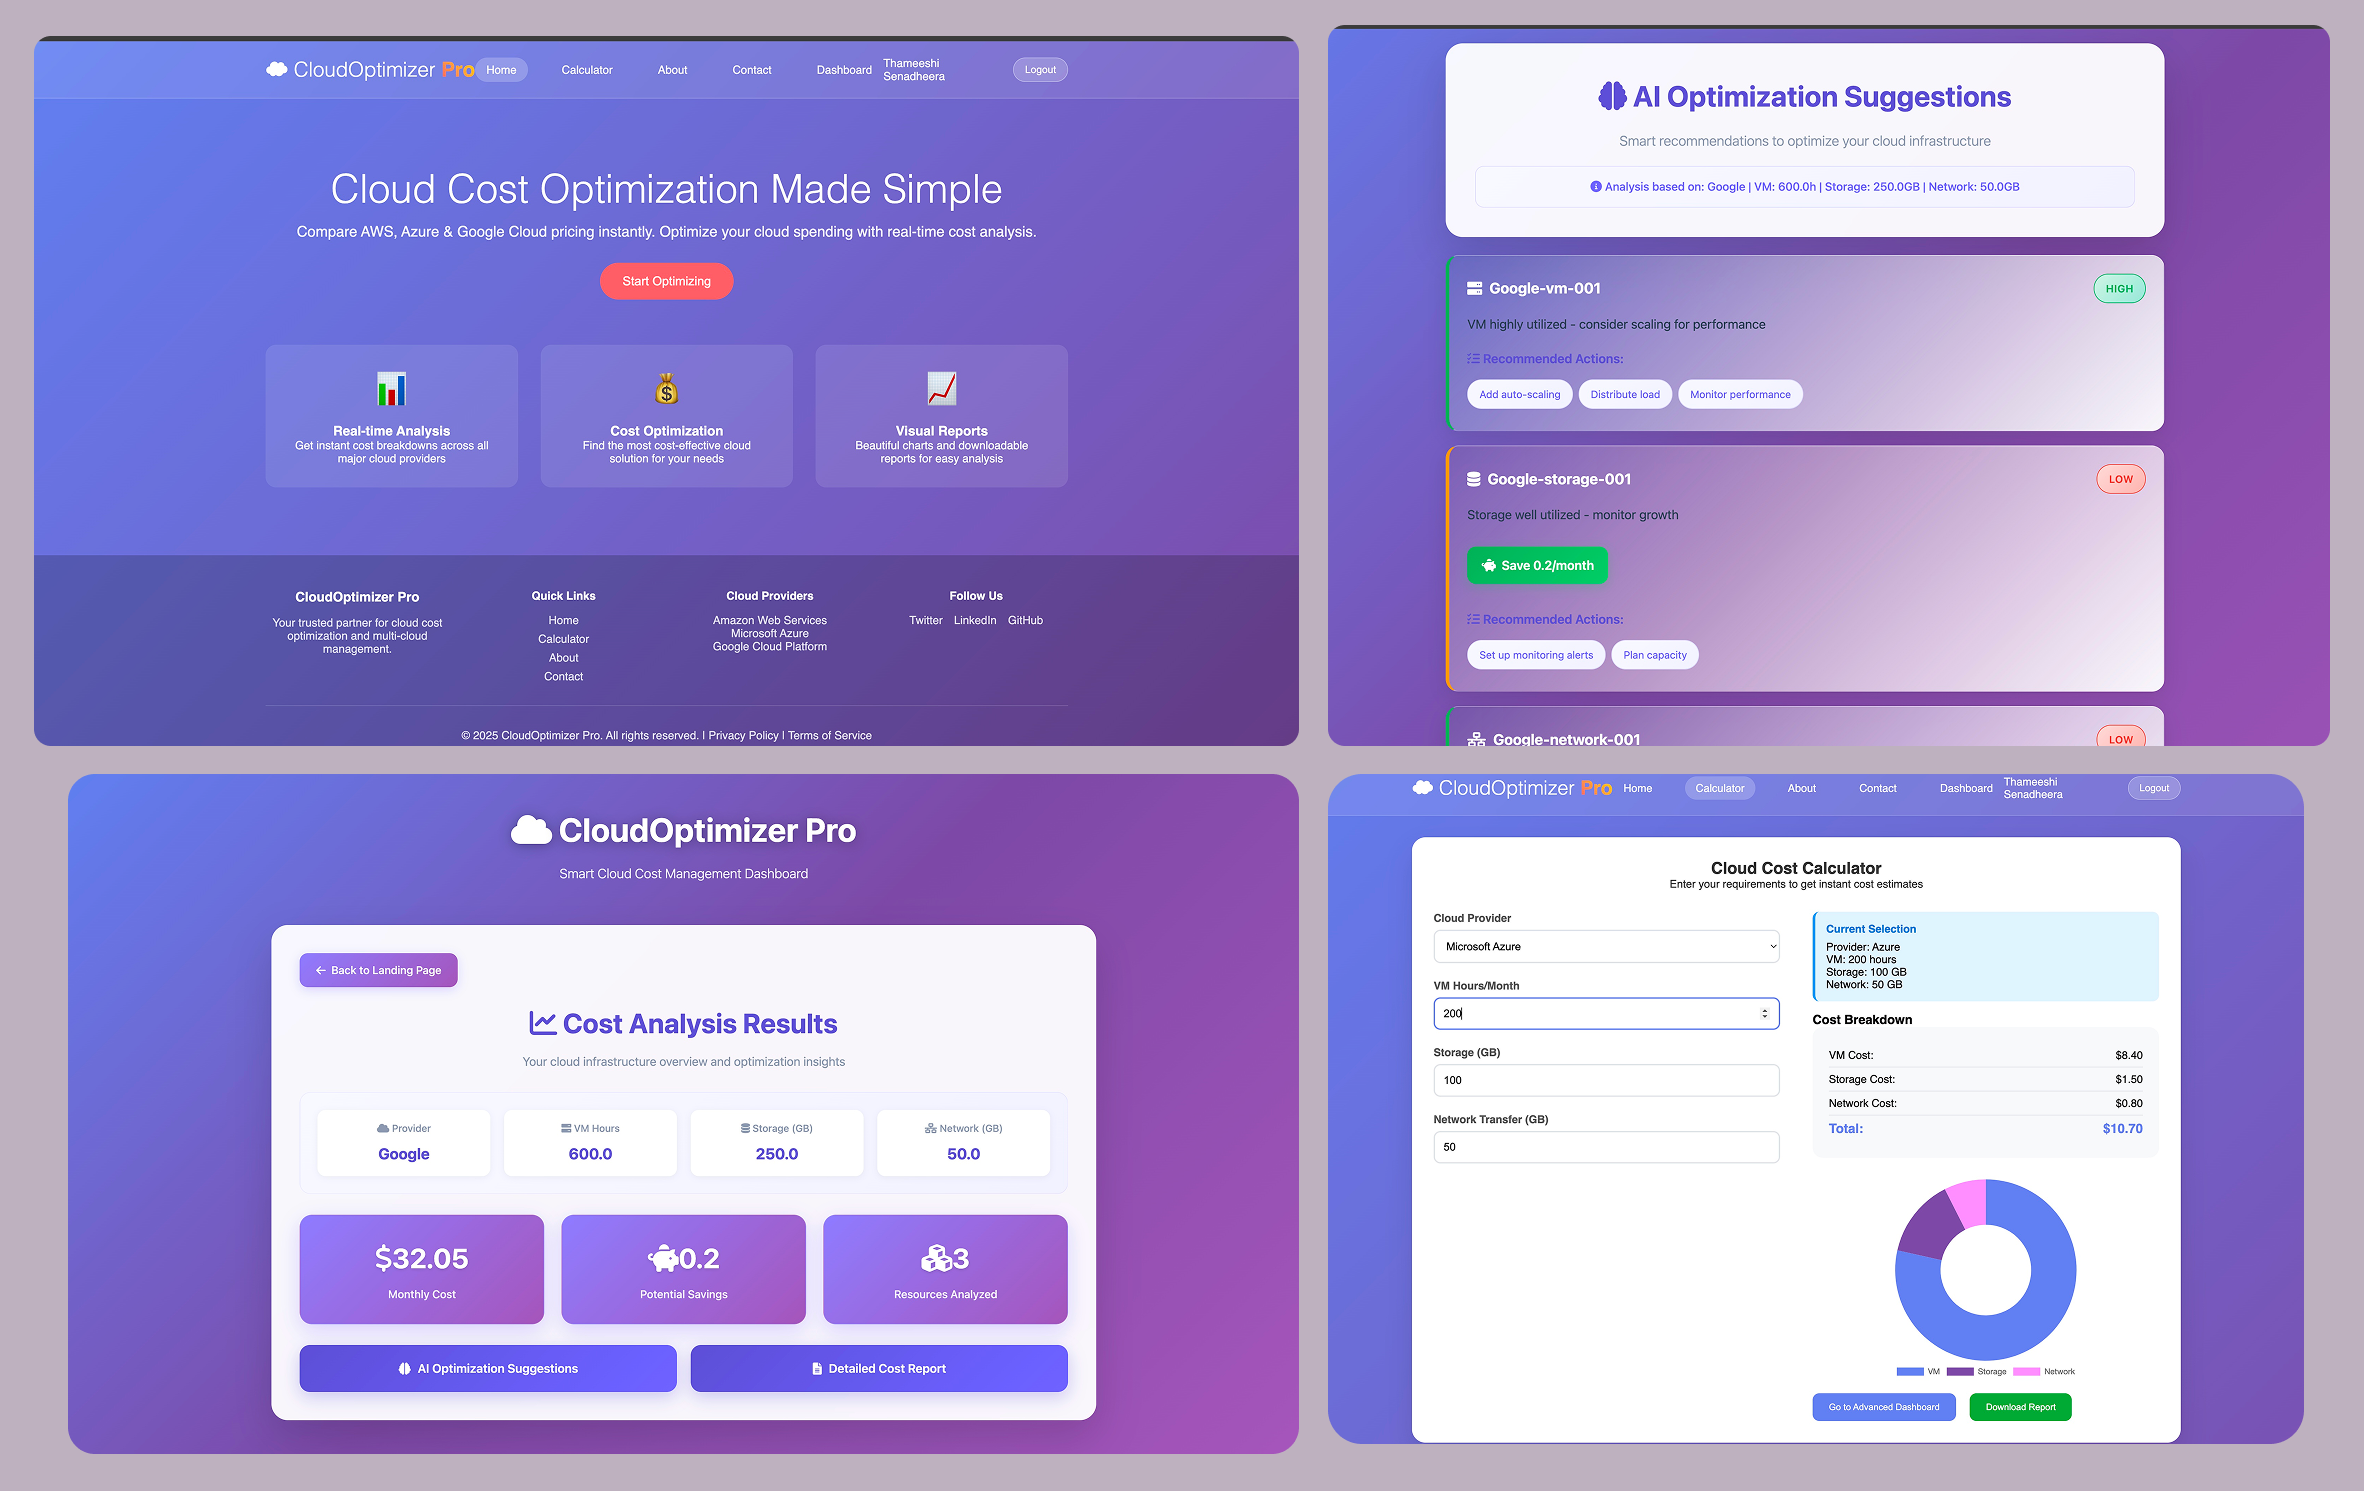 CloudOptimizer Pro
Home
Calculator
About
Contact
Dashboard
Thameeshi
Senadheera
Logout
Cloud Cost Optimization Made Simple
Compare AWS, Azure & Google Cloud pricing instantly. Optimize your cloud spending with real-time cost analysis.
Start Optimizing
Real-time Analysis
Get instant cost breakdowns across all
major cloud providers
Cost Optimization
Find the most cost-effective cloud
solution for your needs
Visual Reports
Beautiful charts and downloadable
reports for easy analysis
CloudOptimizer Pro
Your trusted partner for cloud cost
optimization and multi-cloud
management.
Quick Links
Home
Calculator
About
Contact
Cloud Providers
Amazon Web Services
Microsoft Azure
Google Cloud Platform
Follow Us
Twitter LinkedIn GitHub
© 2025 CloudOptimizer Pro. All rights reserved. | Privacy Policy | Terms of Service
AI Optimization Suggestions
Smart recommendations to optimize your cloud infrastructure
Analysis based on: Google | VM: 600.0h | Storage: 250.0GB | Network: 50.0GB
Google-vm-001
HIGH
VM highly utilized - consider scaling for performance
Recommended Actions:
Add auto-scaling
Distribute load
Monitor performance
Google-storage-001
LOW
Storage well utilized - monitor growth
Save 0.2/month
Recommended Actions:
Set up monitoring alerts
Plan capacity
Google-network-001
LOW
CloudOptimizer Pro
Smart Cloud Cost Management Dashboard
Back to Landing Page
Cost Analysis Results
Your cloud infrastructure overview and optimization insights
Provider
Google
VM Hours
600.0
Storage (GB)
250.0
Network (GB)
50.0
$32.05
Monthly Cost
0.2
Potential Savings
3
Resources Analyzed
AI Optimization Suggestions
Detailed Cost Report
CloudOptimizer Pro
Home
Calculator
About
Contact
Dashboard
Thameeshi
Senadheera
Logout
Cloud Cost Calculator
Enter your requirements to get instant cost estimates
Cloud Provider
Microsoft Azure
VM Hours/Month
200
Storage (GB)
100
Network Transfer (GB)
50
Current Selection
Provider: Azure
VM: 200 hours
Storage: 100 GB
Network: 50 GB
Cost Breakdown
VM Cost: $8.40
Storage Cost: $1.50
Network Cost: $0.80
Total: $10.70
VM Storage Network
Go to Advanced Dashboard
Download Report